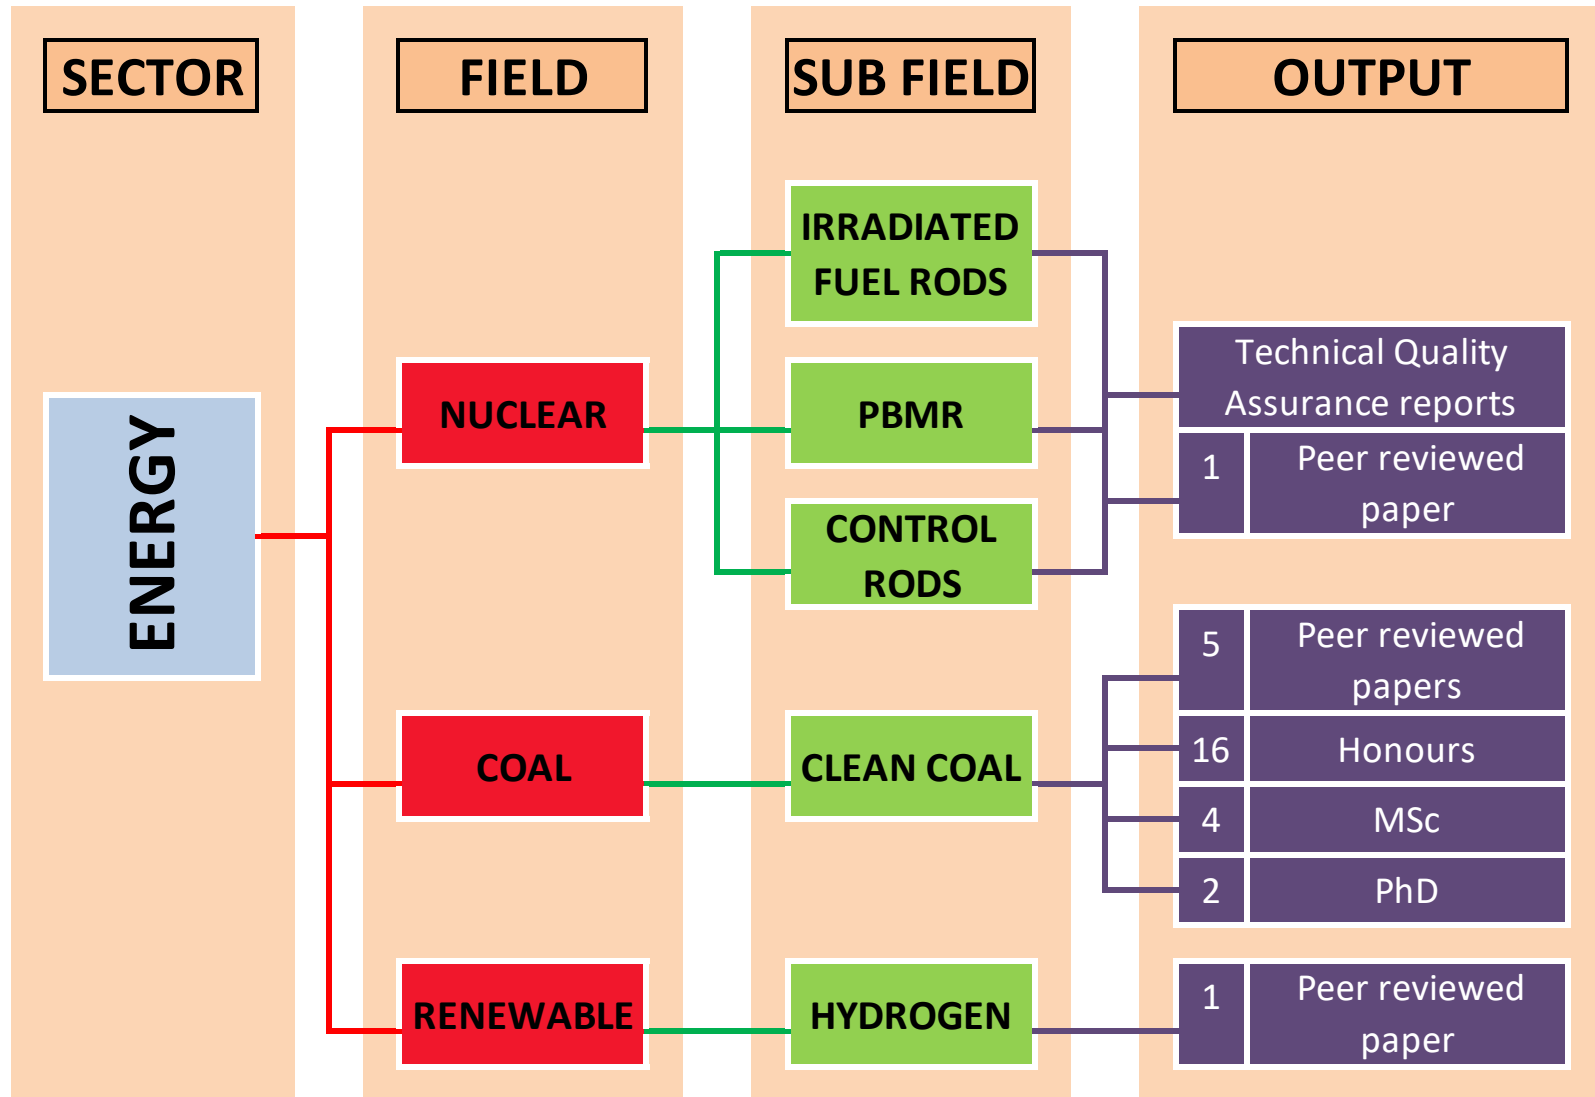 SECTOR
FIELD
SUB FIELD
OUTPUT
ENERGY
NUCLEAR
COAL
RENEWABLE
IRRADIATED
FUEL RODS
PBMR
CONTROL
RODS
CLEAN COAL
HYDROGEN
Technical Quality
Assurance reports
1 Peer reviewed
paper
5 Peer reviewed
papers
16 Honours
4 MSc
2 PhD
1 Peer reviewed
paper